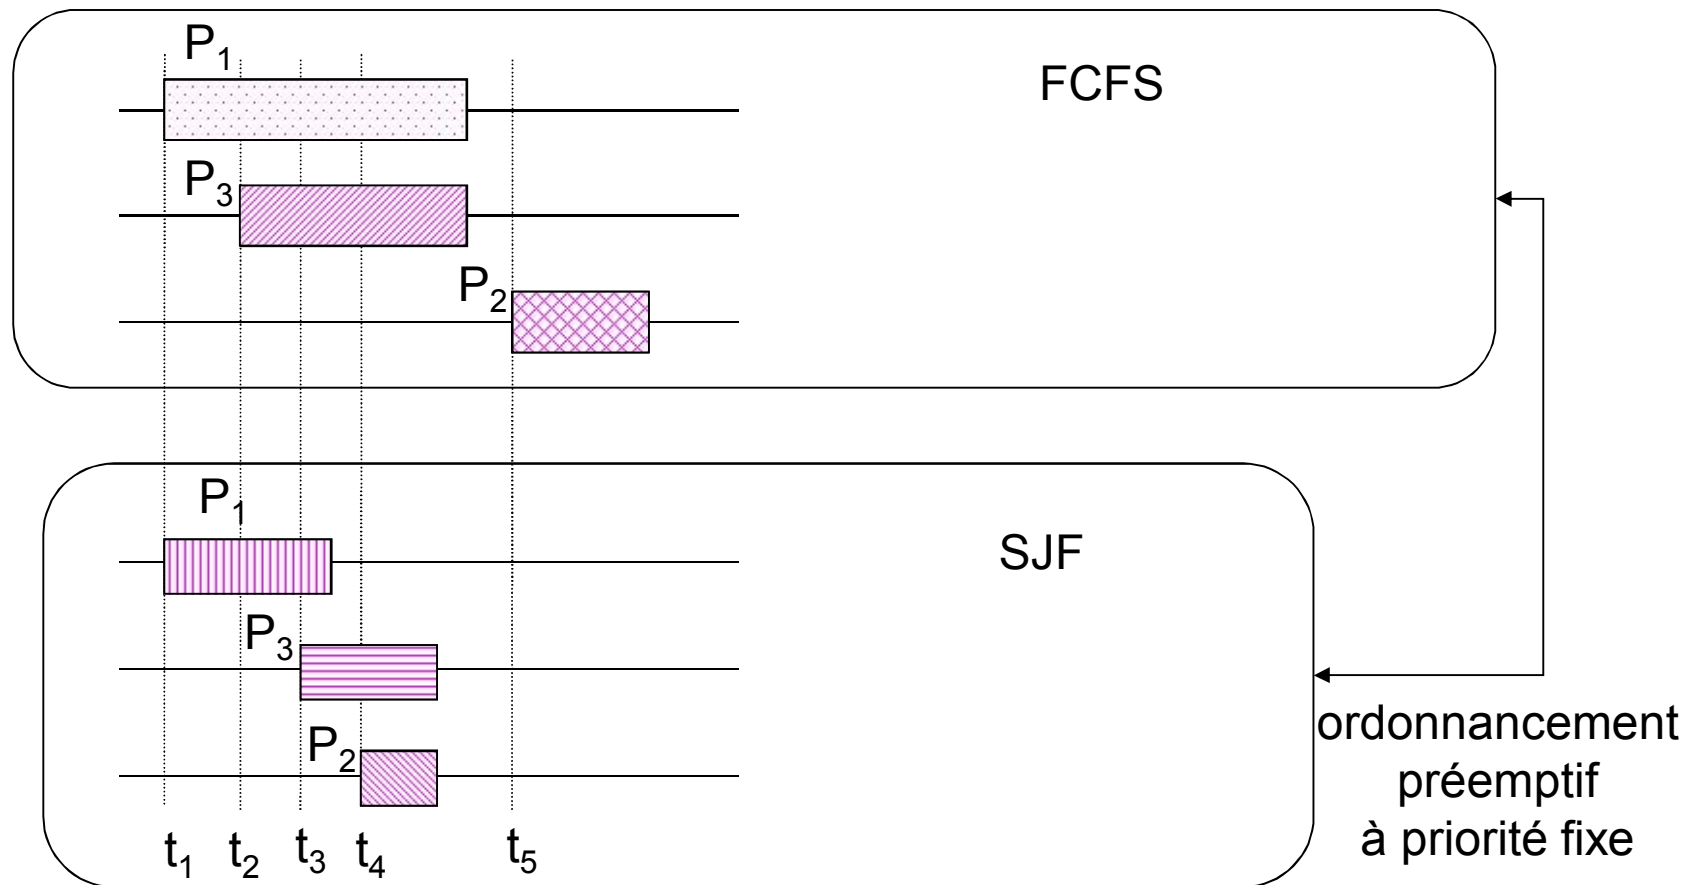 P1
FCFS
P3
P2
P1
SJF
P3
P2
t1 t2 t3 t4 t5
ordonnancement
préemptif
à priorité fixe